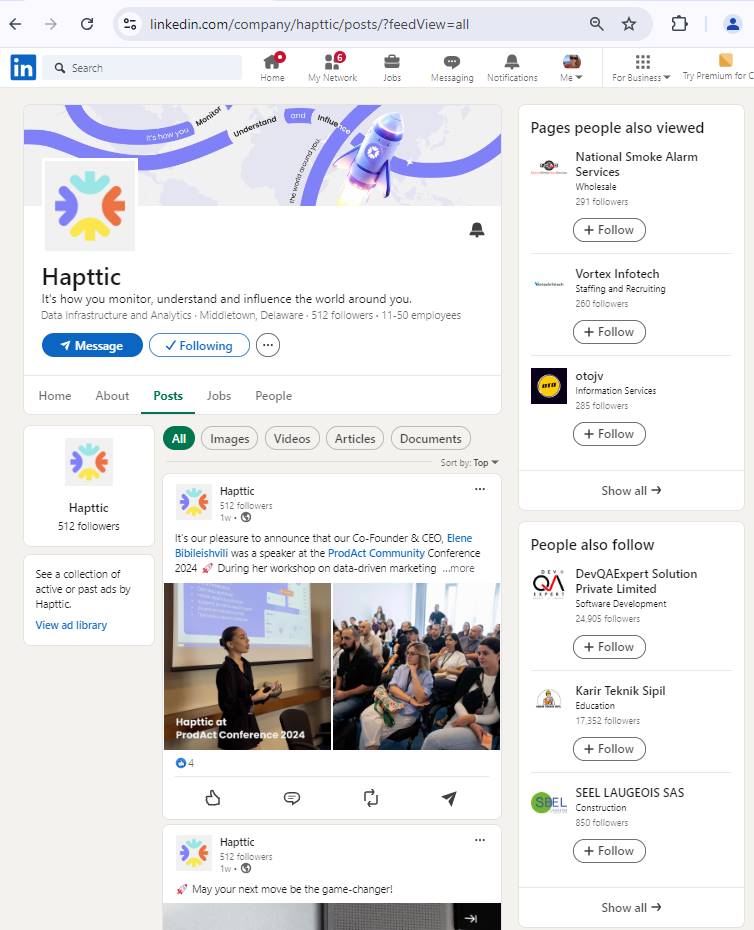 linkedin.com/company/hapttic/posts/?feedView=all
in
Search
Home
6
My Network
Jobs
Messaging
Notifications
Me
For Business
Try Premium for
It's how you
Monitor
Understand
and
Influence
the world around you.
Hapttic
It's how you monitor, understand and influence the world around you.
Data Infrastructure and Analytics · Middletown, Delaware · 512 followers · 11-50 employees
Message
Following
Home
About
Posts
Jobs
People
Hapttic
512 followers
See a collection of
active or past ads by
Hapttic.
View ad library
All
Images
Videos
Articles
Documents
Sort by: Top
Hapttic
512 followers
1w •
It's our pleasure to announce that our Co-Founder & CEO, Elene
Bibileishvili was a speaker at the ProdAct Community Conference
2024 🚀 During her workshop on data-driven marketing ...more
Hapttic at
ProdAct Conference 2024
4
Hapttic
512 followers
1w •
🚀 May your next move be the game-changer!
Pages people also viewed
National Smoke Alarm
Services
Wholesale
291 followers
+ Follow
Vortex Infotech
Staffing and Recruiting
260 followers
+ Follow
OTO
otojv
Information Services
285 followers
+ Follow
Show all →
People also follow
DEV
QA
EXPERT
DevQAExpert Solution
Private Limited
Software Development
24,905 followers
+ Follow
Karir Teknik Sipil
Education
17,352 followers
+ Follow
SEEL
SEEL LAUGEOIS SAS
Construction
850 followers
+ Follow
Show all →